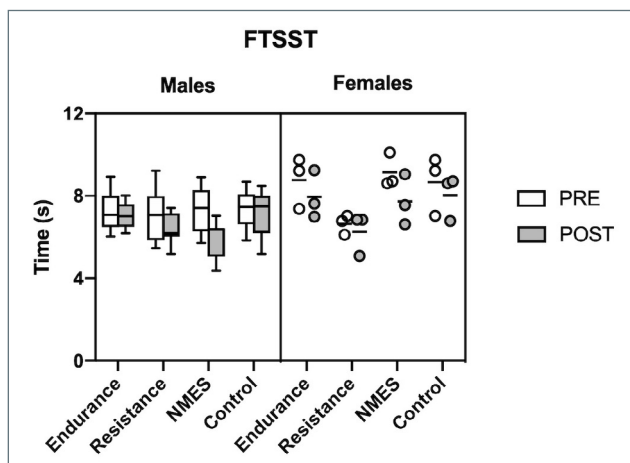 FTSST
Males
Females
Time (s)
12
8
4
0
Endurance
Resistance
NMES
Control
Endurance
Resistance
NMES
Control
PRE
POST